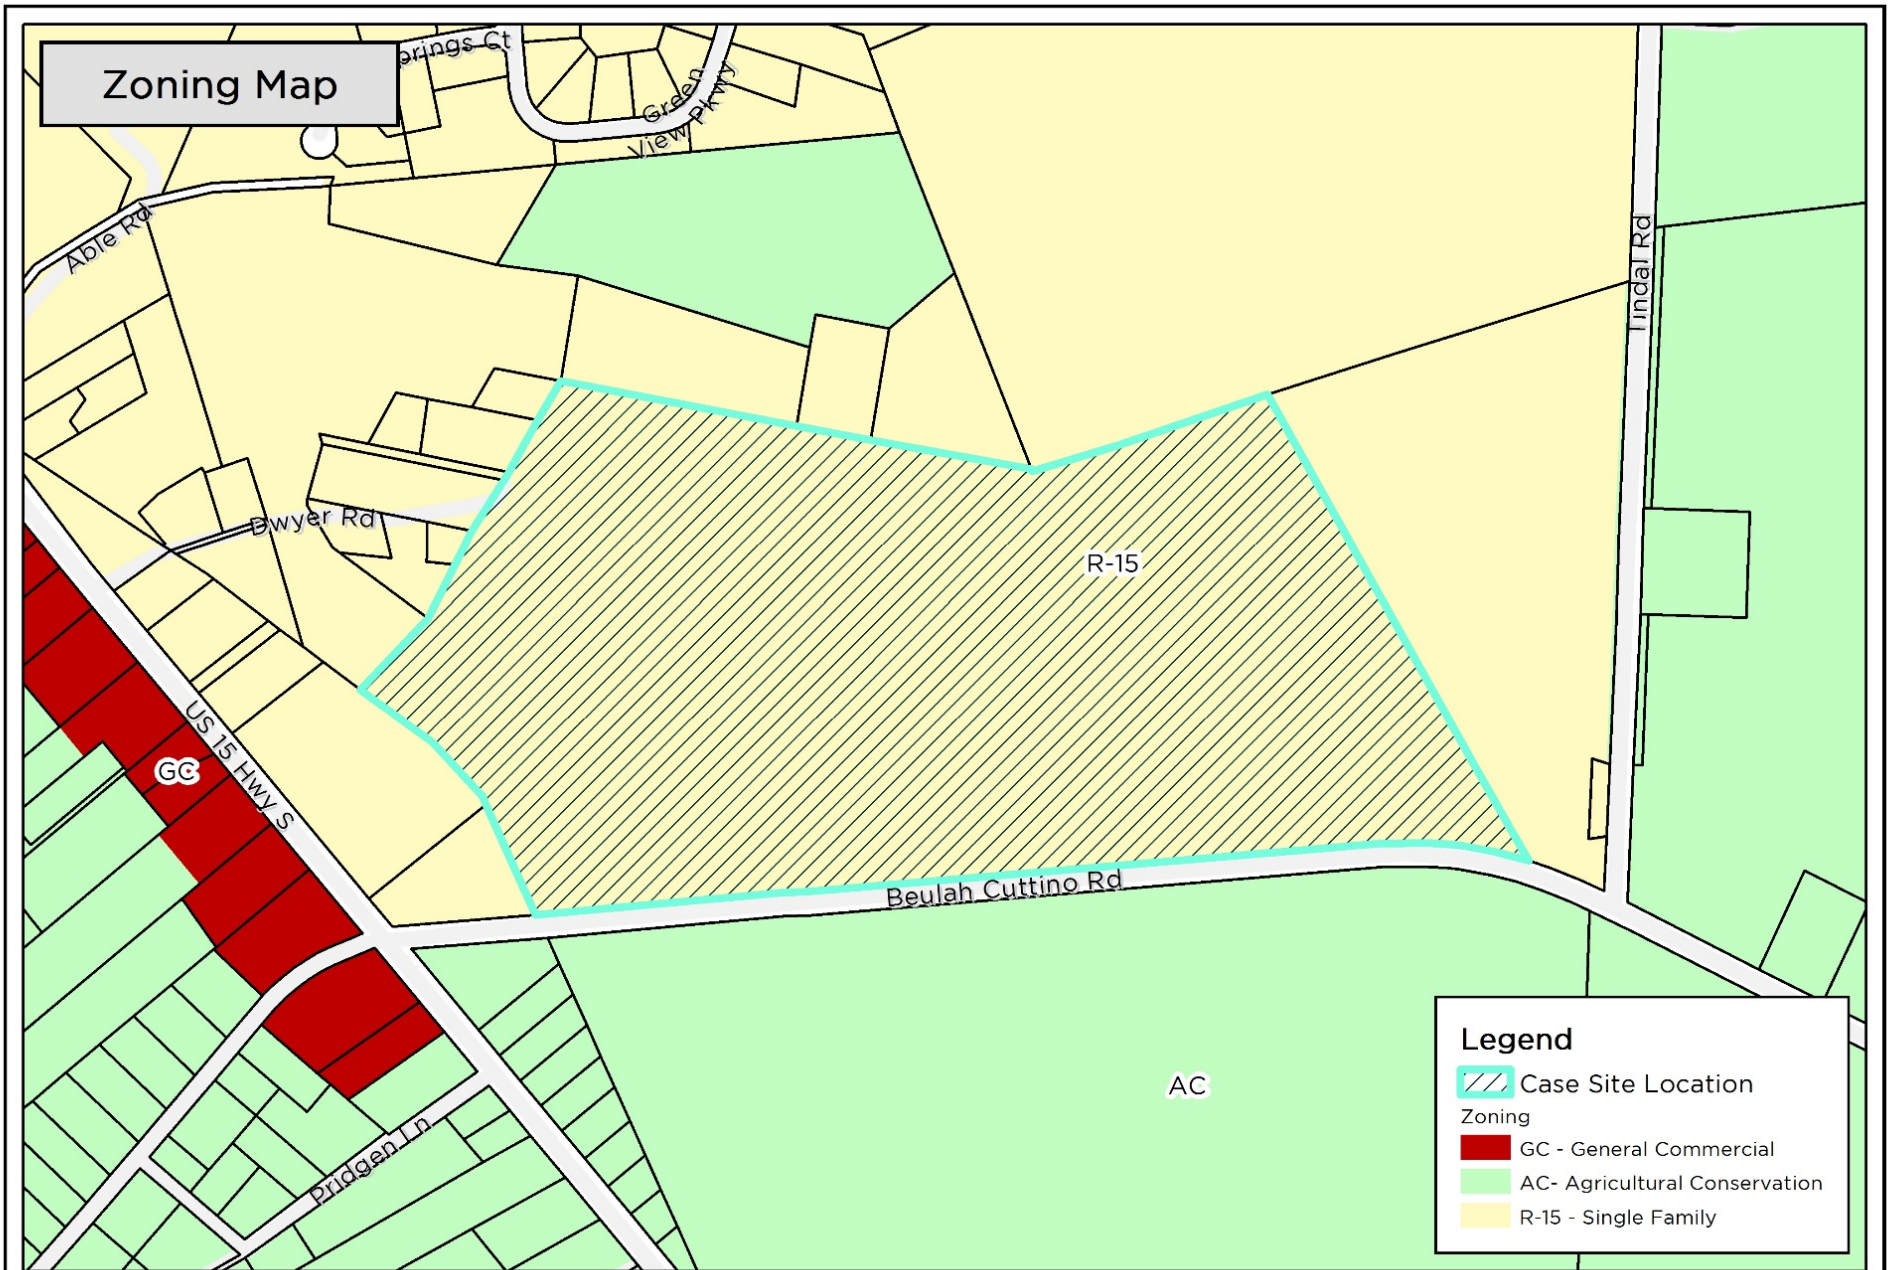 Zoning Map
Springs Ct
Green
View Pkwy
Able Rd
Tindal Rd
Dwyer Rd
R-15
US 15 Hwy S
GC
Beulah Cuttino Rd
AC
Pridgen Ln
Legend
Case Site Location
Zoning
GC - General Commercial
AC- Agricultural Conservation
R-15 - Single Family